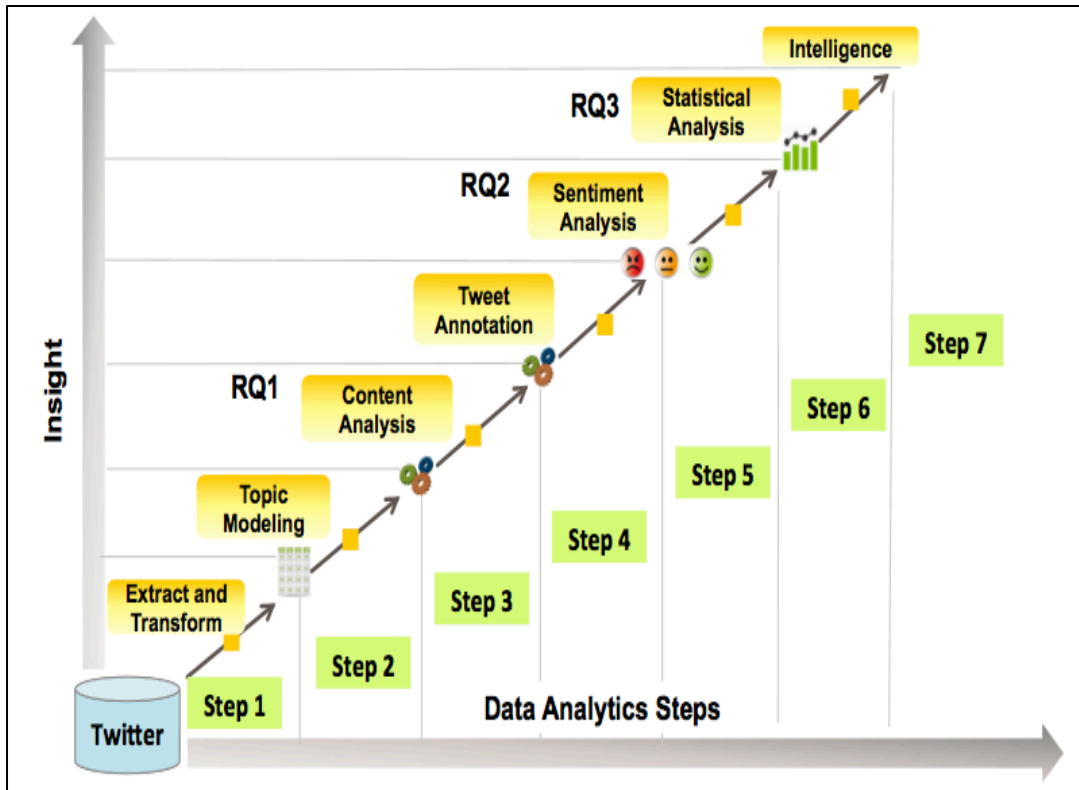 Intelligence
RQ3
Statistical
Analysis
RQ2
Sentiment
Analysis
Tweet
Annotation
RQ1
Content
Analysis
Topic
Modeling
Extract and
Transform
Insight
Step 7
Step 6
Step 5
Step 4
Step 3
Step 2
Step 1
Twitter
Data Analytics Steps